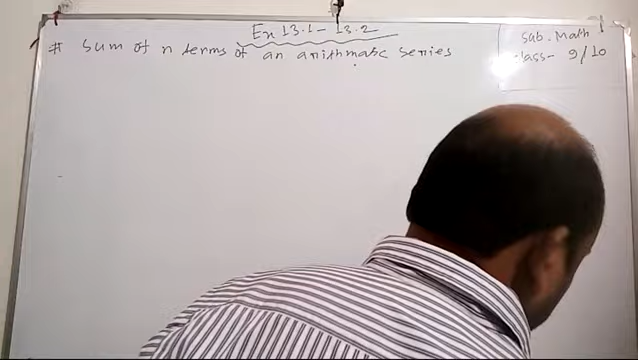 Ex 13.1 - 13.2
Sub. Math
# Sum of n terms of an arithmatic series
class- 9/10